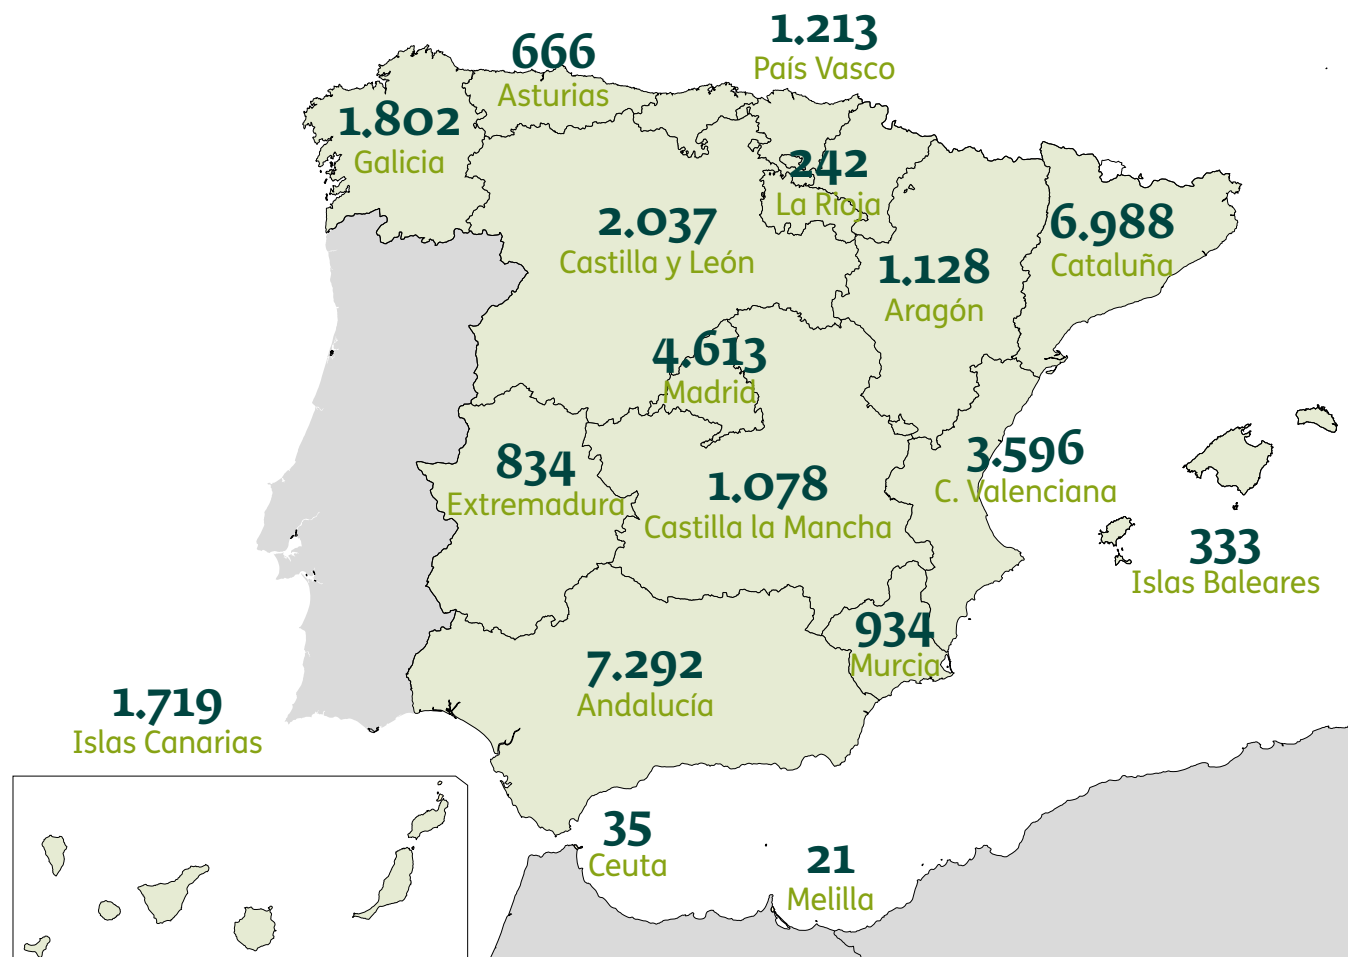 1.213
País Vasco
666
Asturias
1.802
Galicia
242
La Rioja
2.037
Castilla y León
6.988
Cataluña
1.128
Aragón
4.613
Madrid
834
Extremadura
1.078
Castilla la Mancha
3.596
C. Valenciana
333
Islas Baleares
934
Murcia
7.292
Andalucía
1.719
Islas Canarias
35
Ceuta
21
Melilla